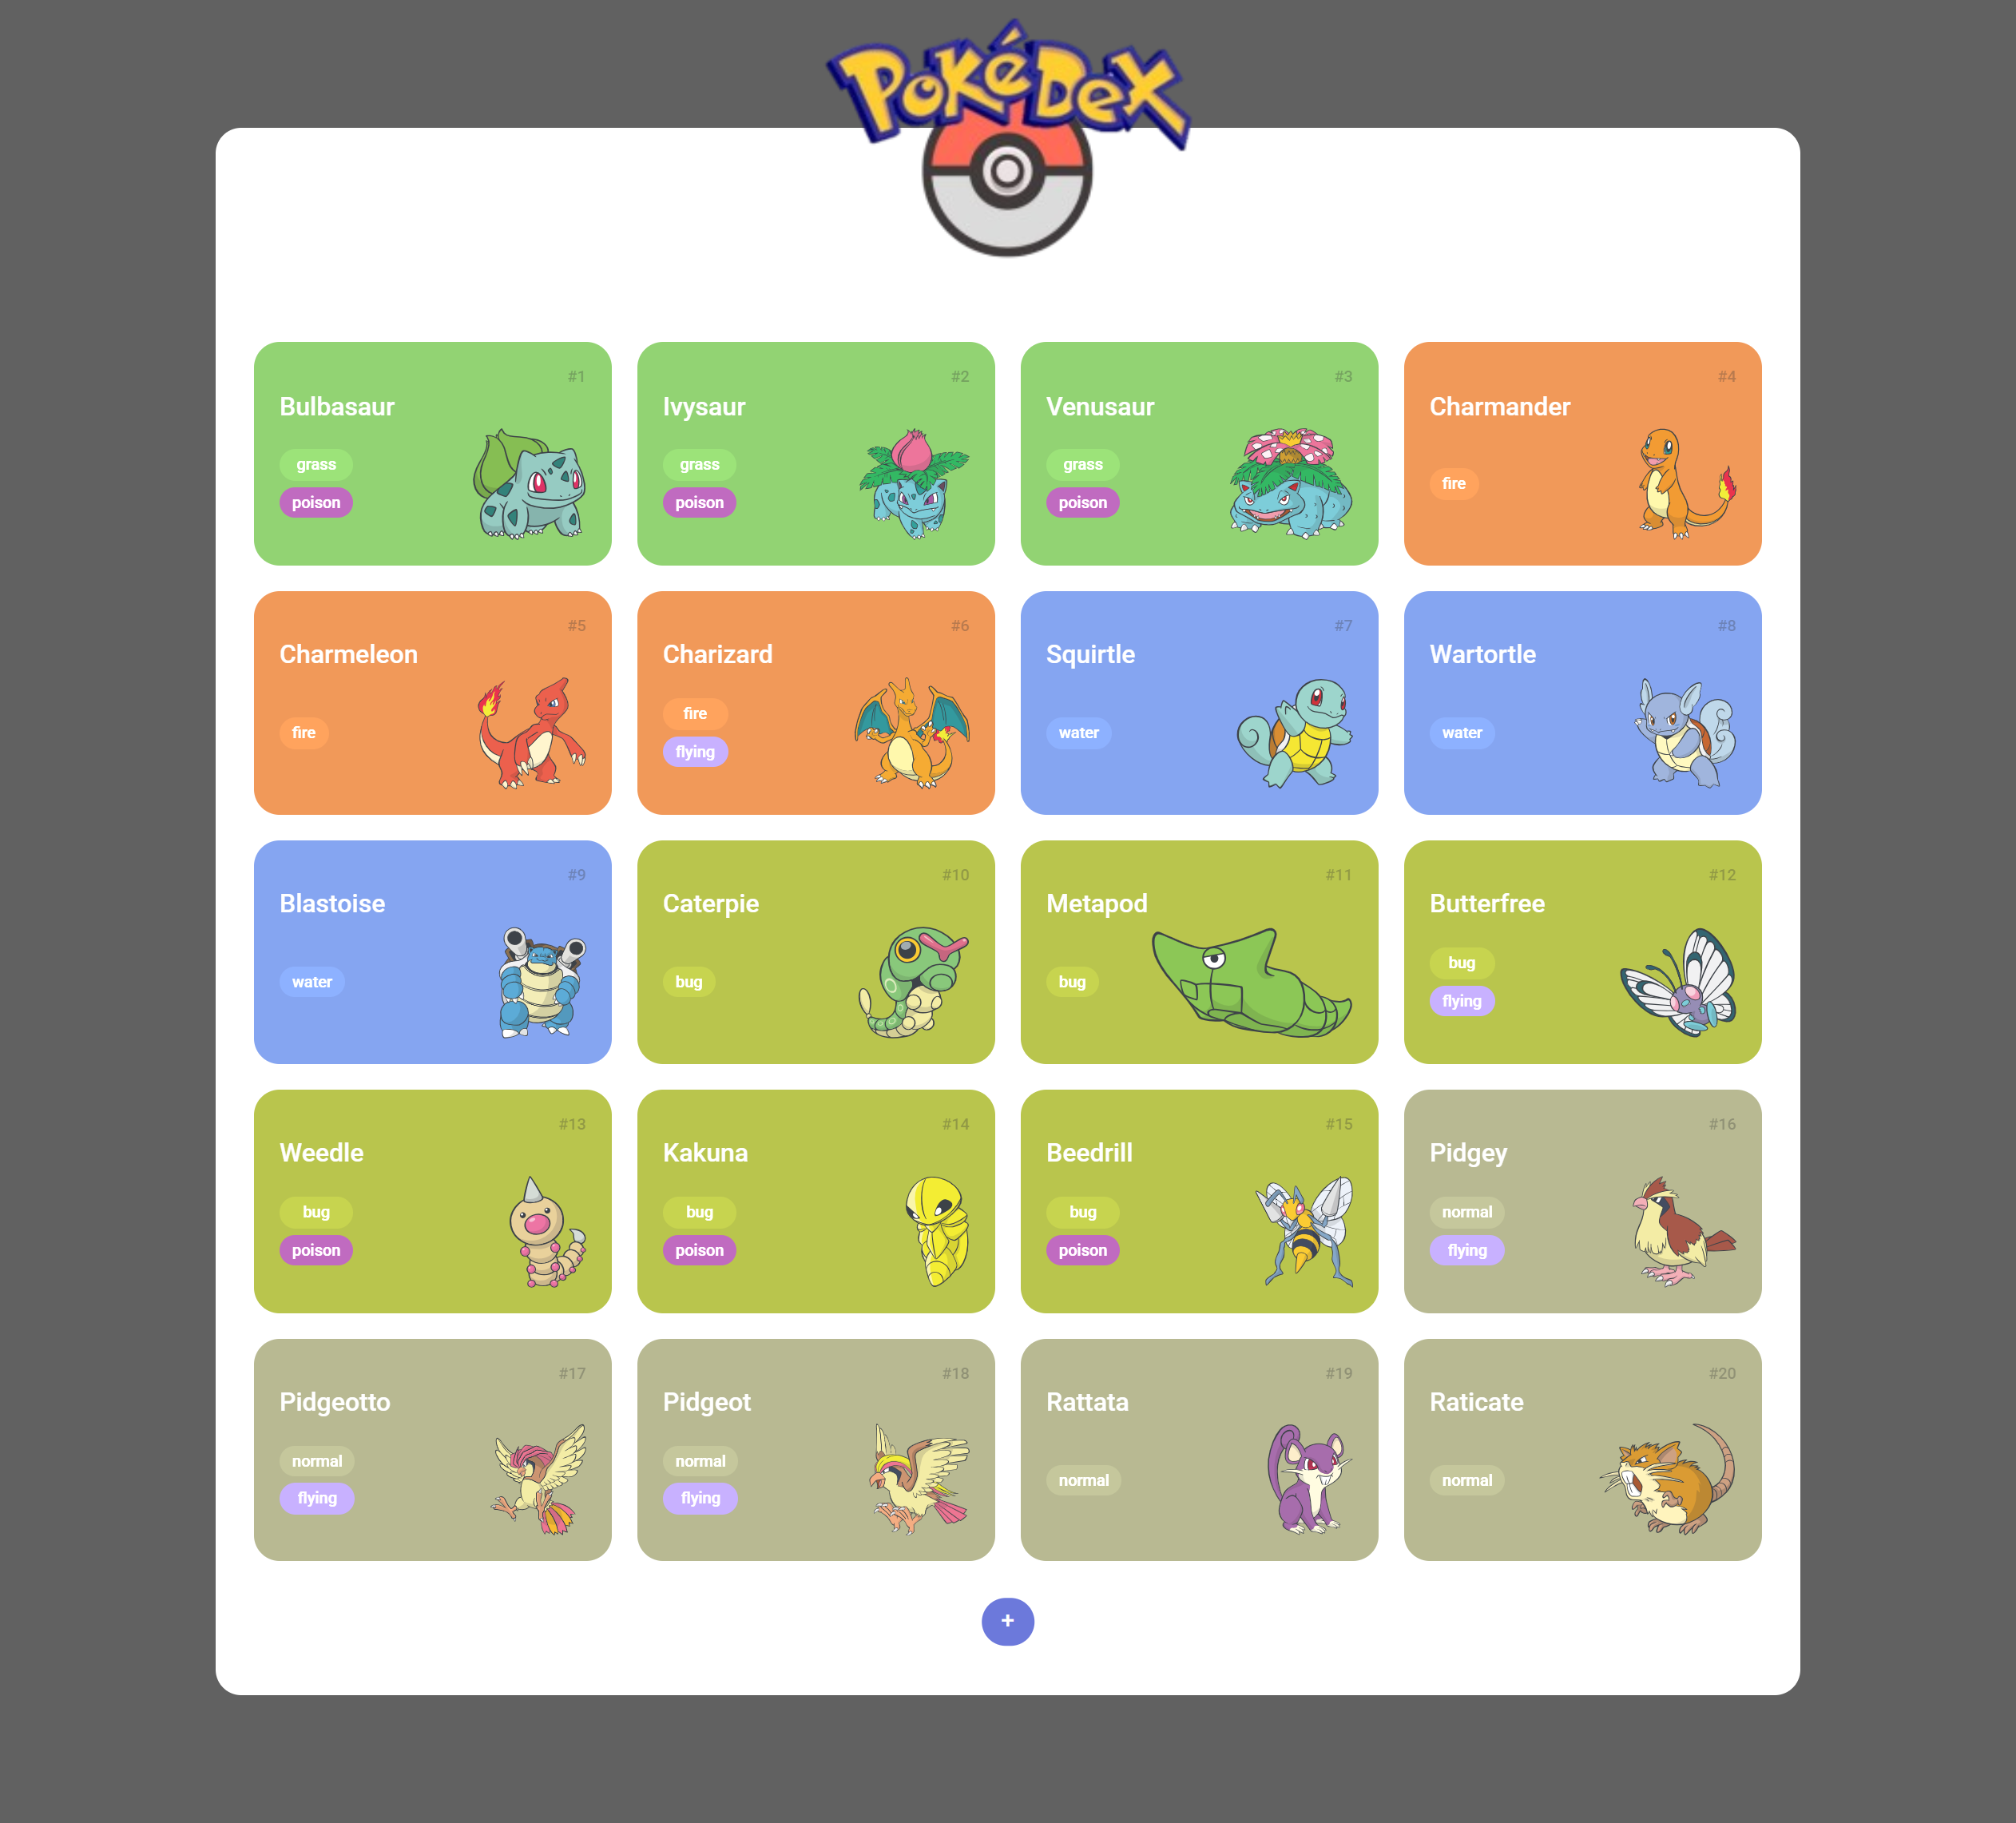 PoKéDeX
#1
Bulbasaur
grass
poison
#2
Ivysaur
grass
poison
#3
Venusaur
grass
poison
#4
Charmander
fire
#5
Charmeleon
fire
#6
Charizard
fire
flying
#7
Squirtle
water
#8
Wartortle
water
#9
Blastoise
water
#10
Caterpie
bug
#11
Metapod
bug
#12
Butterfree
bug
flying
#13
Weedle
bug
poison
#14
Kakuna
bug
poison
#15
Beedrill
bug
poison
#16
Pidgey
normal
flying
#17
Pidgeotto
normal
flying
#18
Pidgeot
normal
flying
#19
Rattata
normal
#20
Raticate
normal
+